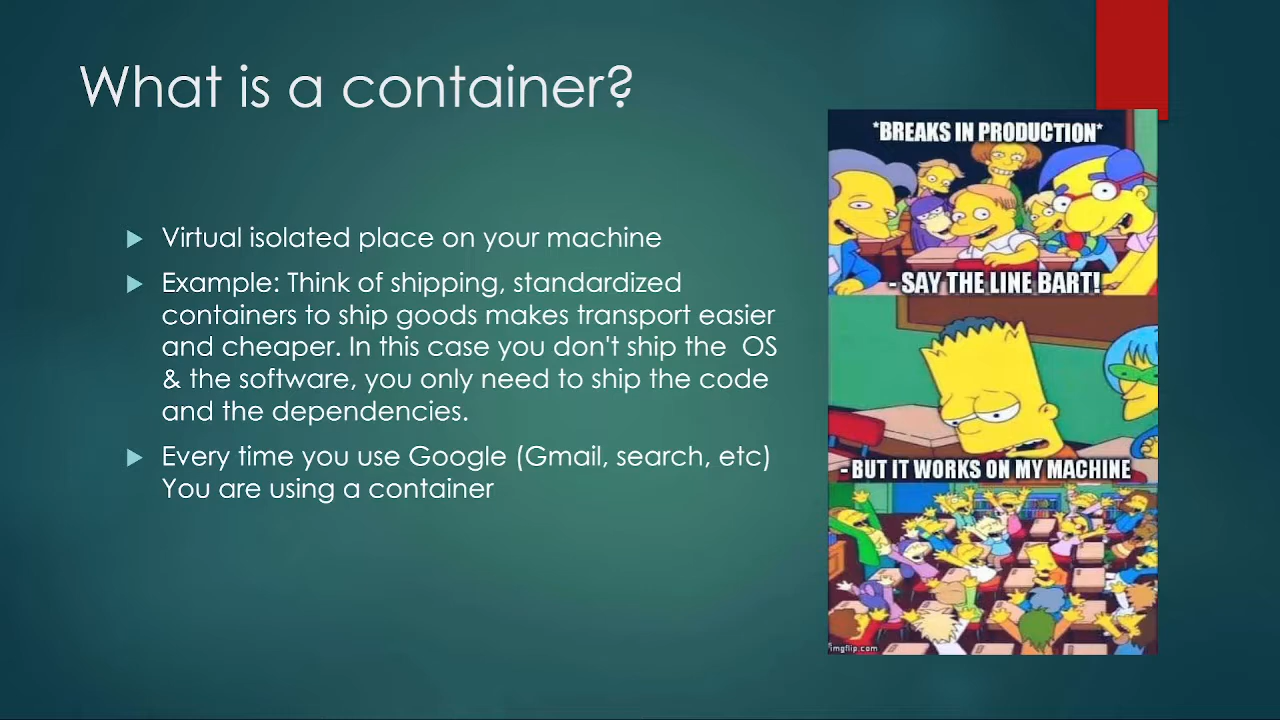 What is a container?
Virtual isolated place on your machine
Example: Think of shipping, standardized
containers to ship goods makes transport easier
and cheaper. In this case you don't ship the  OS
& the software, you only need to ship the code
and the dependencies.
Every time you use Google (Gmail, search, etc)
You are using a container
*BREAKS IN PRODUCTION*
- SAY THE LINE BART!
- BUT IT WORKS ON MY MACHINE
imgflip.com